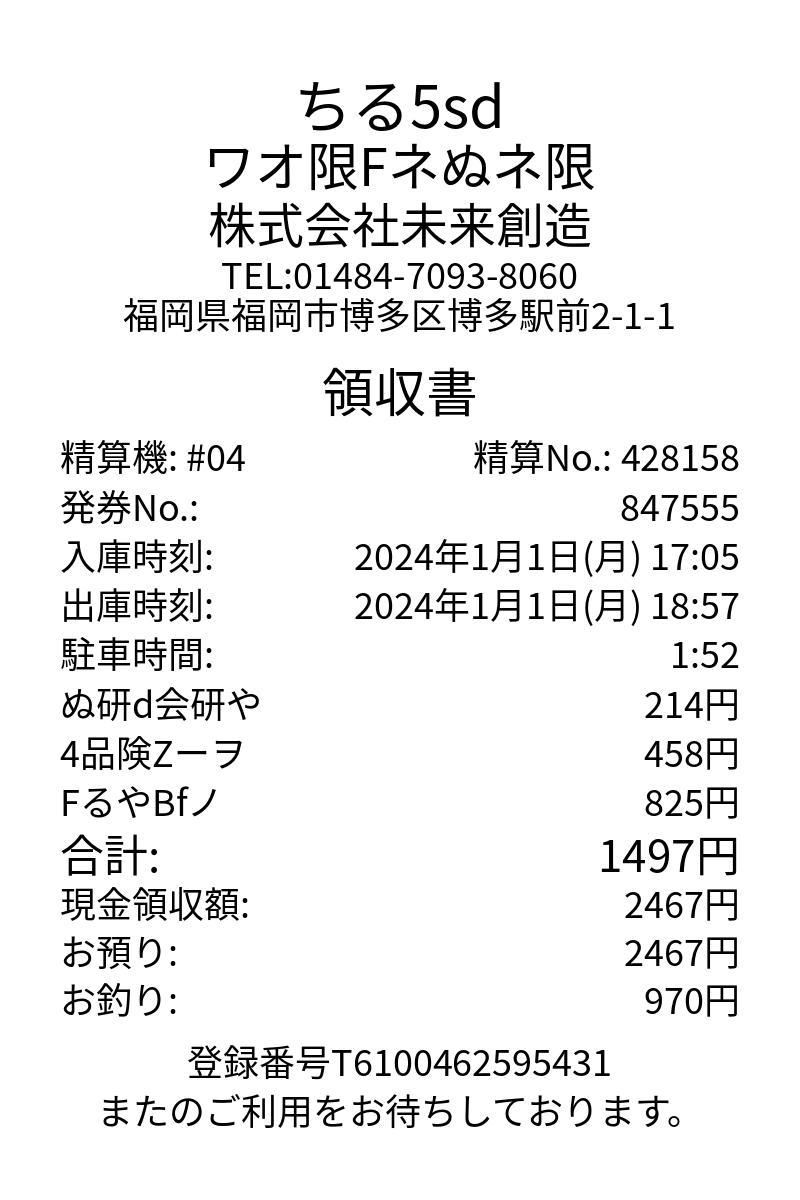 ちる5sd
ワオ限Fネぬネ限
株式会社未来創造
TEL:01484-7093-8060
福岡県福岡市博多区博多駅前2-1-1
領収書
精算機: #04 精算No.: 428158
発券No.: 847555
入庫時刻: 2024年1月1日(月) 17:05
出庫時刻: 2024年1月1日(月) 18:57
駐車時間: 1:52
ぬ研d会研や 214円
4品険Zーヲ 458円
FるやBfノ 825円
合計: 1497円
現金領収額: 2467円
お預り: 2467円
お釣り: 970円
登録番号T6100462595431
またのご利用をお待ちしております。